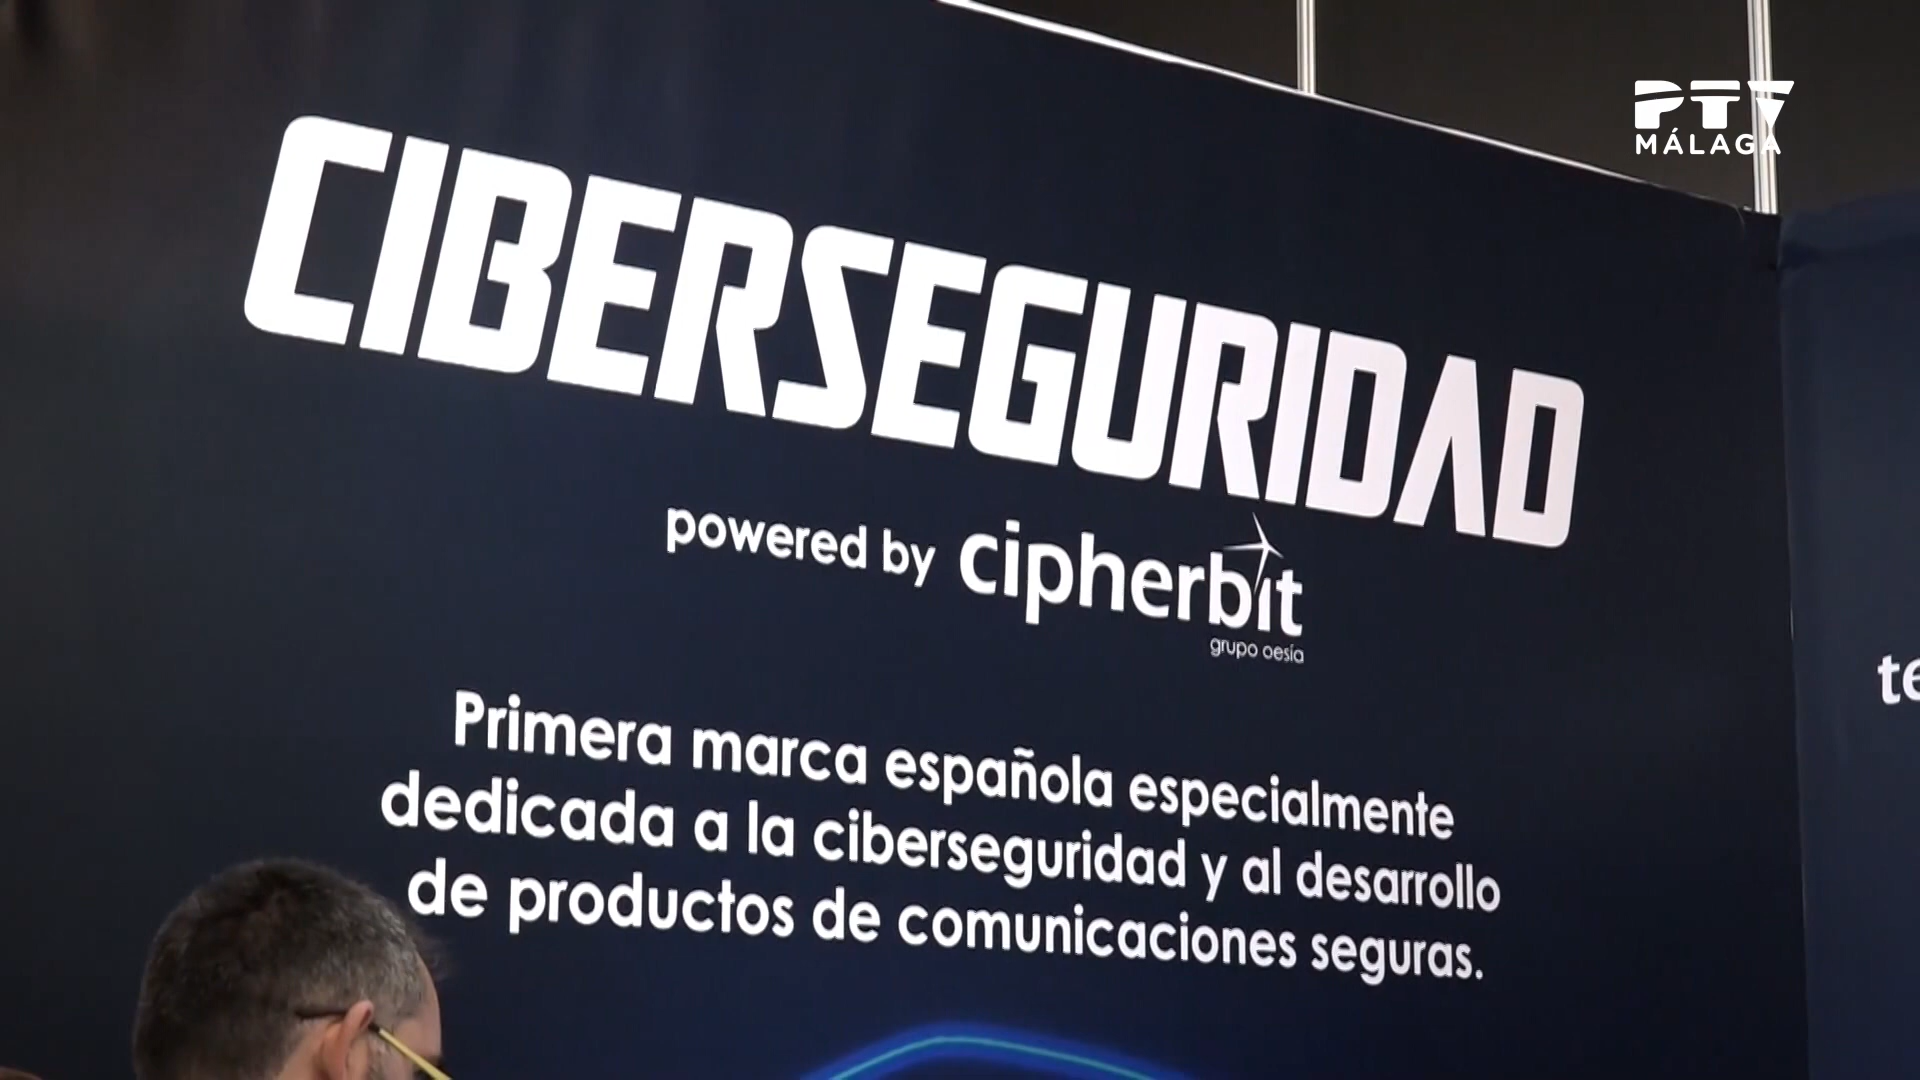 PTV
MÁLAGA
CIBERSEGURIDAD
powered by cipherbit
grupo oesía
Primera marca española especialmente
dedicada a la ciberseguridad y al desarrollo
de productos de comunicaciones seguras.